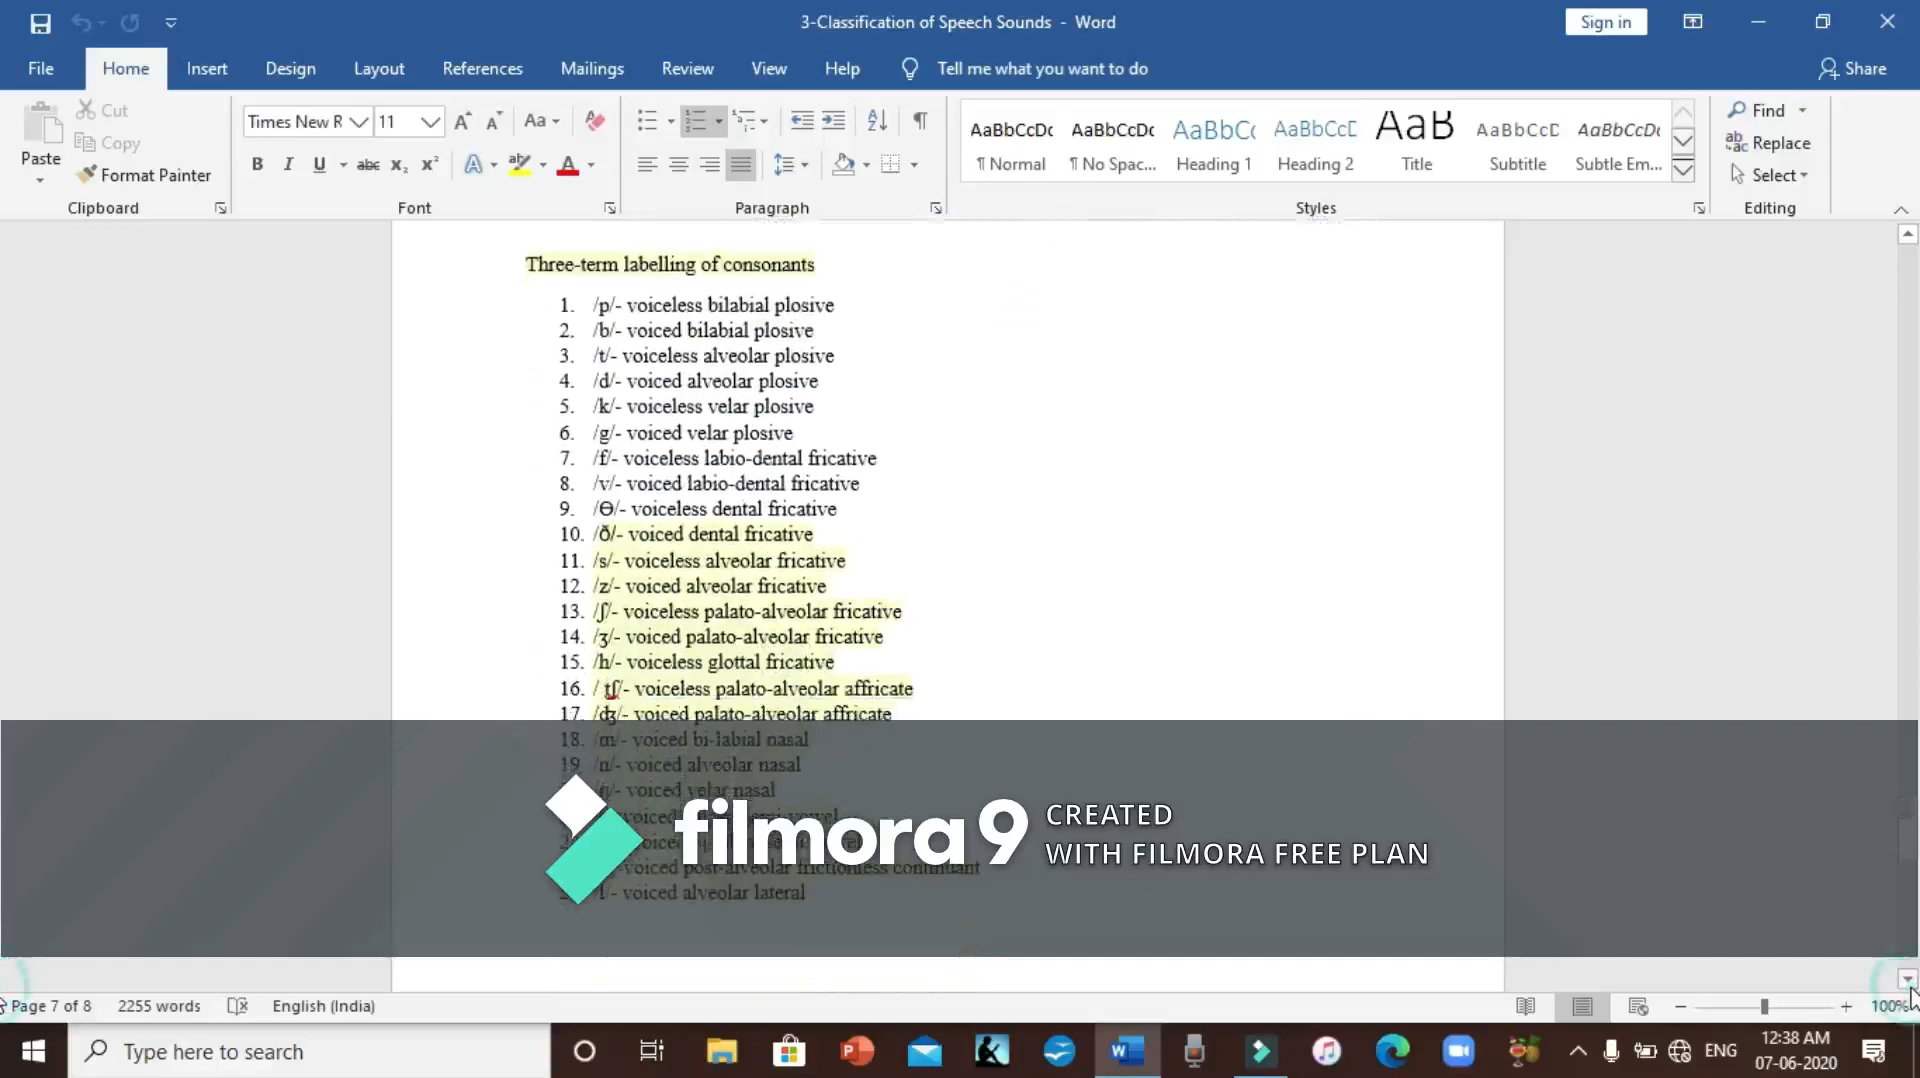 3-Classification of Speech Sounds - Word
Sign in
File Home Insert Design Layout References Mailings Review View Help Tell me what you want to do Share
Paste
Cut
Copy
Format Painter
Clipboard
Times New R 11
Font
Paragraph
AaBbCcDc AaBbCcDc AaBbC( AaBbCcE AaB AaBbCcD AaBbCcDc
¶ Normal ¶ No Spac... Heading 1 Heading 2 Title Subtitle Subtle Em...
Styles
Find
Replace
Select
Editing
Three-term labelling of consonants
1. /p/- voiceless bilabial plosive
2. /b/- voiced bilabial plosive
3. /t/- voiceless alveolar plosive
4. /d/- voiced alveolar plosive
5. /k/- voiceless velar plosive
6. /g/- voiced velar plosive
7. /f/- voiceless labio-dental fricative
8. /v/- voiced labio-dental fricative
9. /Ɵ/- voiceless dental fricative
10. /ð/- voiced dental fricative
11. /s/- voiceless alveolar fricative
12. /z/- voiced alveolar fricative
13. /ʃ/- voiceless palato-alveolar fricative
14. /ʒ/- voiced palato-alveolar fricative
15. /h/- voiceless glottal fricative
16. / tʃ/- voiceless palato-alveolar affricate
17. /ʤ/- voiced palato-alveolar affricate
18. /m/- voiced bi-labial nasal
19. /n/- voiced alveolar nasal
voiced velar nasal
voiced
-voiced post-alveolar frictionless continuant
- voiced alveolar lateral
filmora9 CREATED
WITH FILMORA FREE PLAN
Page 7 of 8 2255 words English (India) 100%
Type here to search
ENG
12:38 AM
07-06-2020